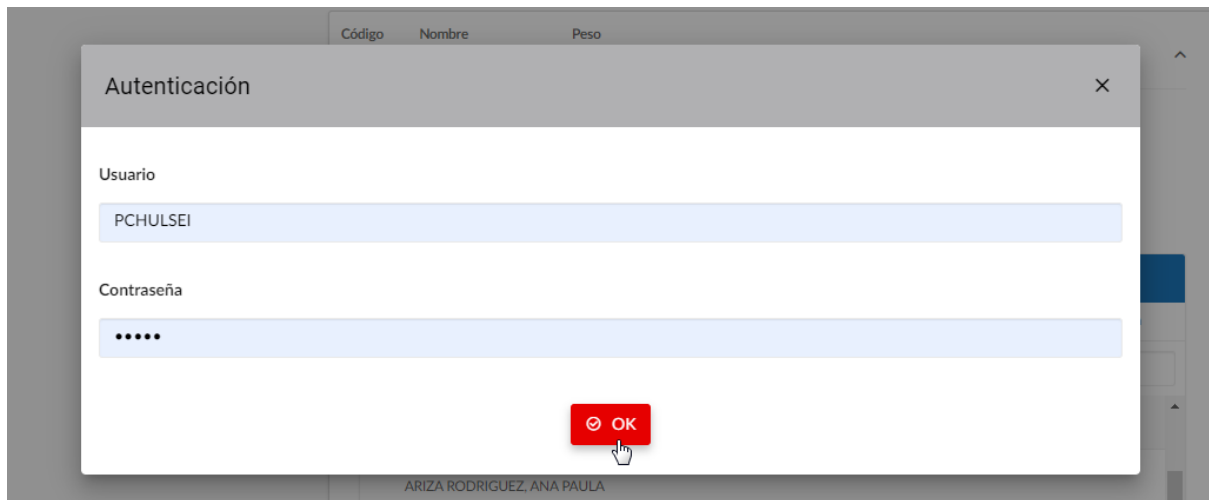 Código Nombre Peso
Autenticación
Usuario
PCHULSEI
Contraseña
•••••
OK
ARIZA RODRIGUEZ, ANA PAULA